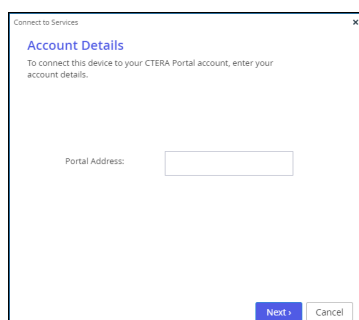 Connect to Services
Account Details
To connect this device to your CTERA Portal account, enter your
account details.
Portal Address:
Next ›
Cancel